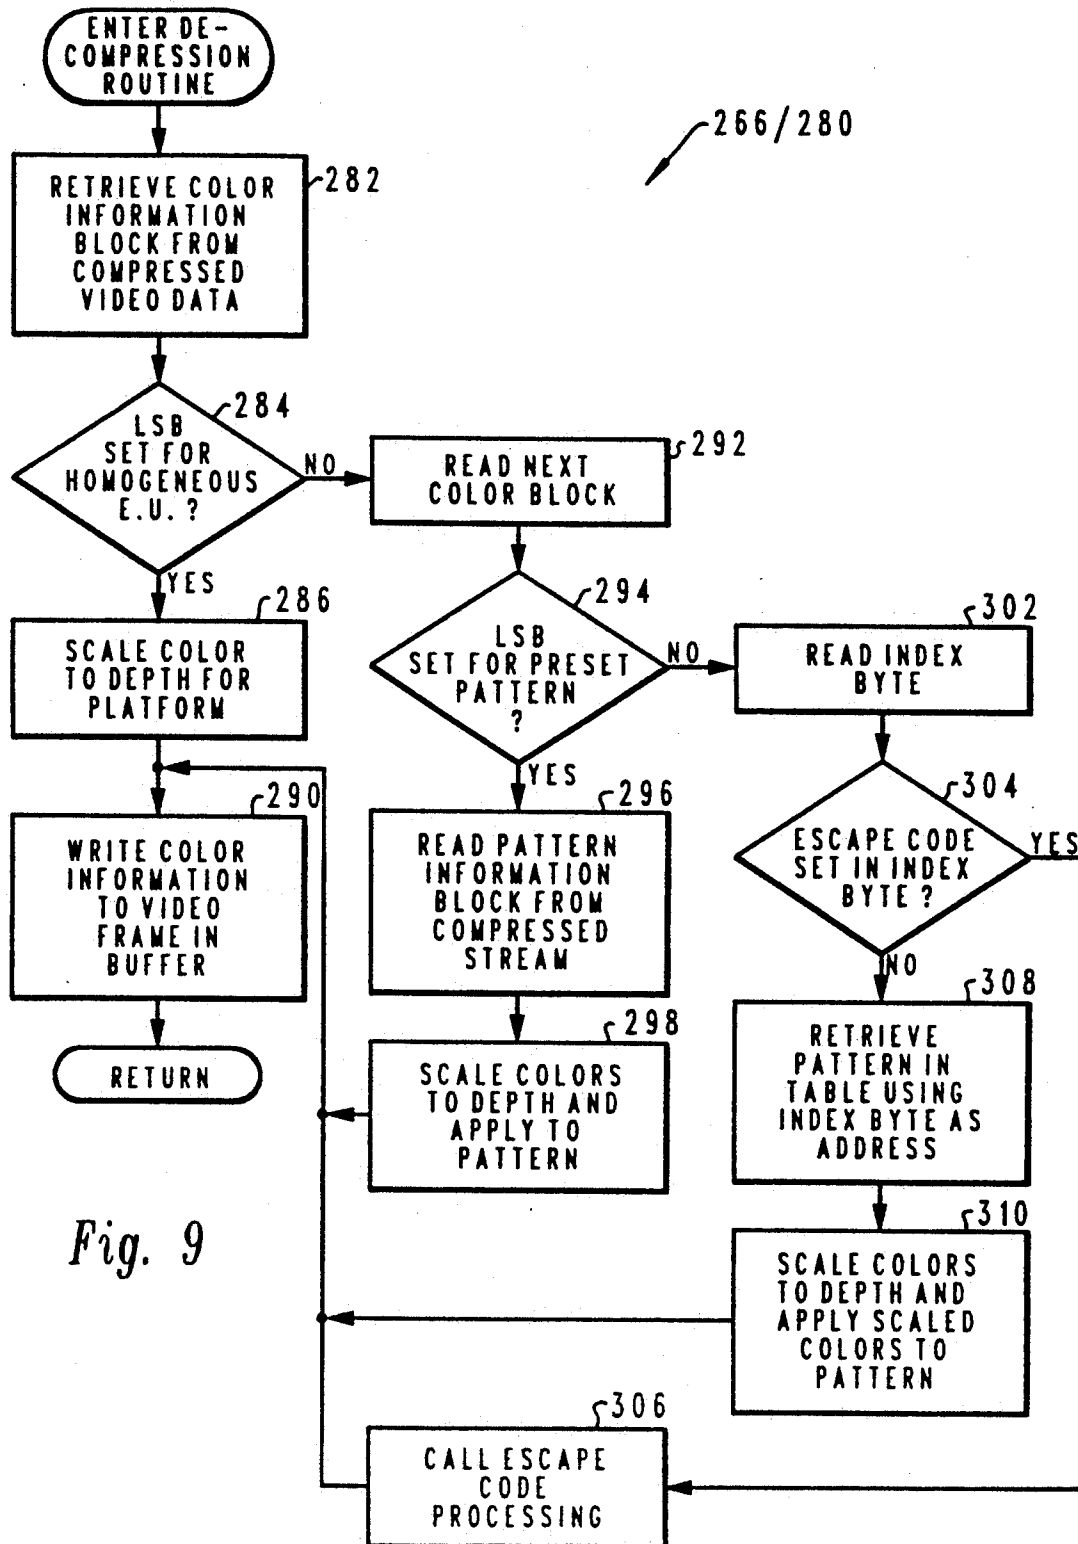 ENTER DE-
COMPRESSION
ROUTINE
266/280
282
RETRIEVE COLOR
INFORMATION
BLOCK FROM
COMPRESSED
VIDEO DATA
284
LSB
SET FOR
HOMOGENEOUS
E.U. ?
NO
YES
292
READ NEXT
COLOR BLOCK
286
SCALE COLOR
TO DEPTH FOR
PLATFORM
294
LSB
SET FOR PRESET
PATTERN
?
NO
YES
302
READ INDEX
BYTE
290
WRITE COLOR
INFORMATION
TO VIDEO
FRAME IN
BUFFER
RETURN
296
READ PATTERN
INFORMATION
BLOCK FROM
COMPRESSED
STREAM
304
ESCAPE CODE
SET IN INDEX
BYTE ?
YES
NO
298
SCALE COLORS
TO DEPTH AND
APPLY TO
PATTERN
308
RETRIEVE
PATTERN IN
TABLE USING
INDEX BYTE AS
ADDRESS
310
SCALE COLORS
TO DEPTH AND
APPLY SCALED
COLORS TO
PATTERN
Fig. 9
306
CALL ESCAPE
CODE
PROCESSING